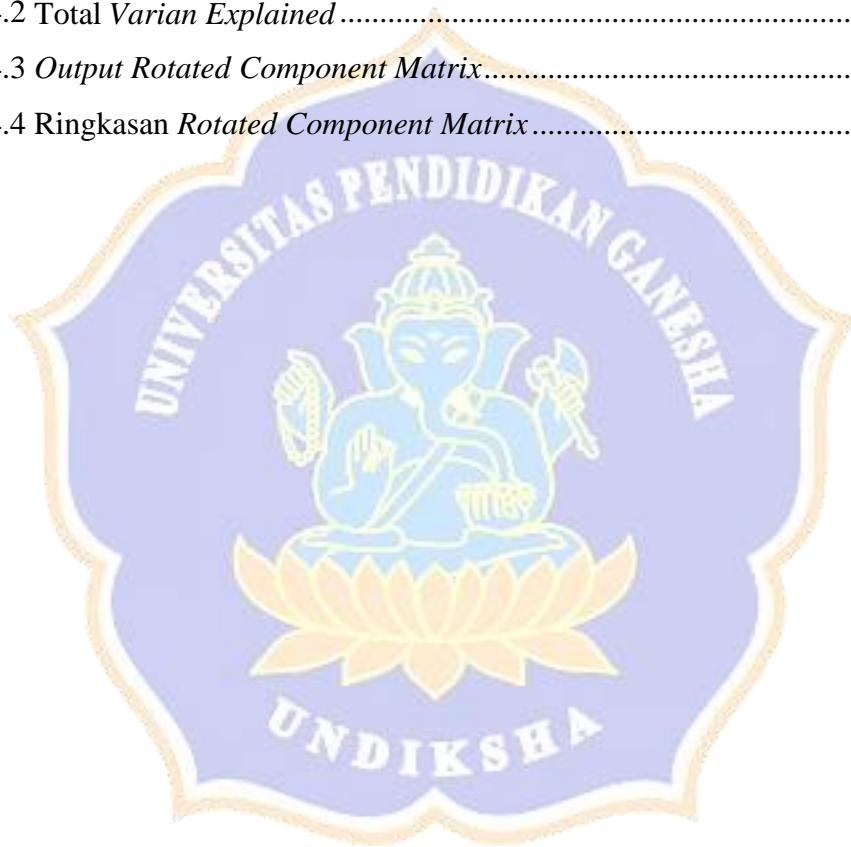 .2 Total Varian Explained ..........................................................
.3 Output Rotated Component Matrix ..........................................
.4 Ringkasan Rotated Component Matrix ....................................
UNIVERSITAS PENDIDIKAN GANESHA
UNDIKSHA